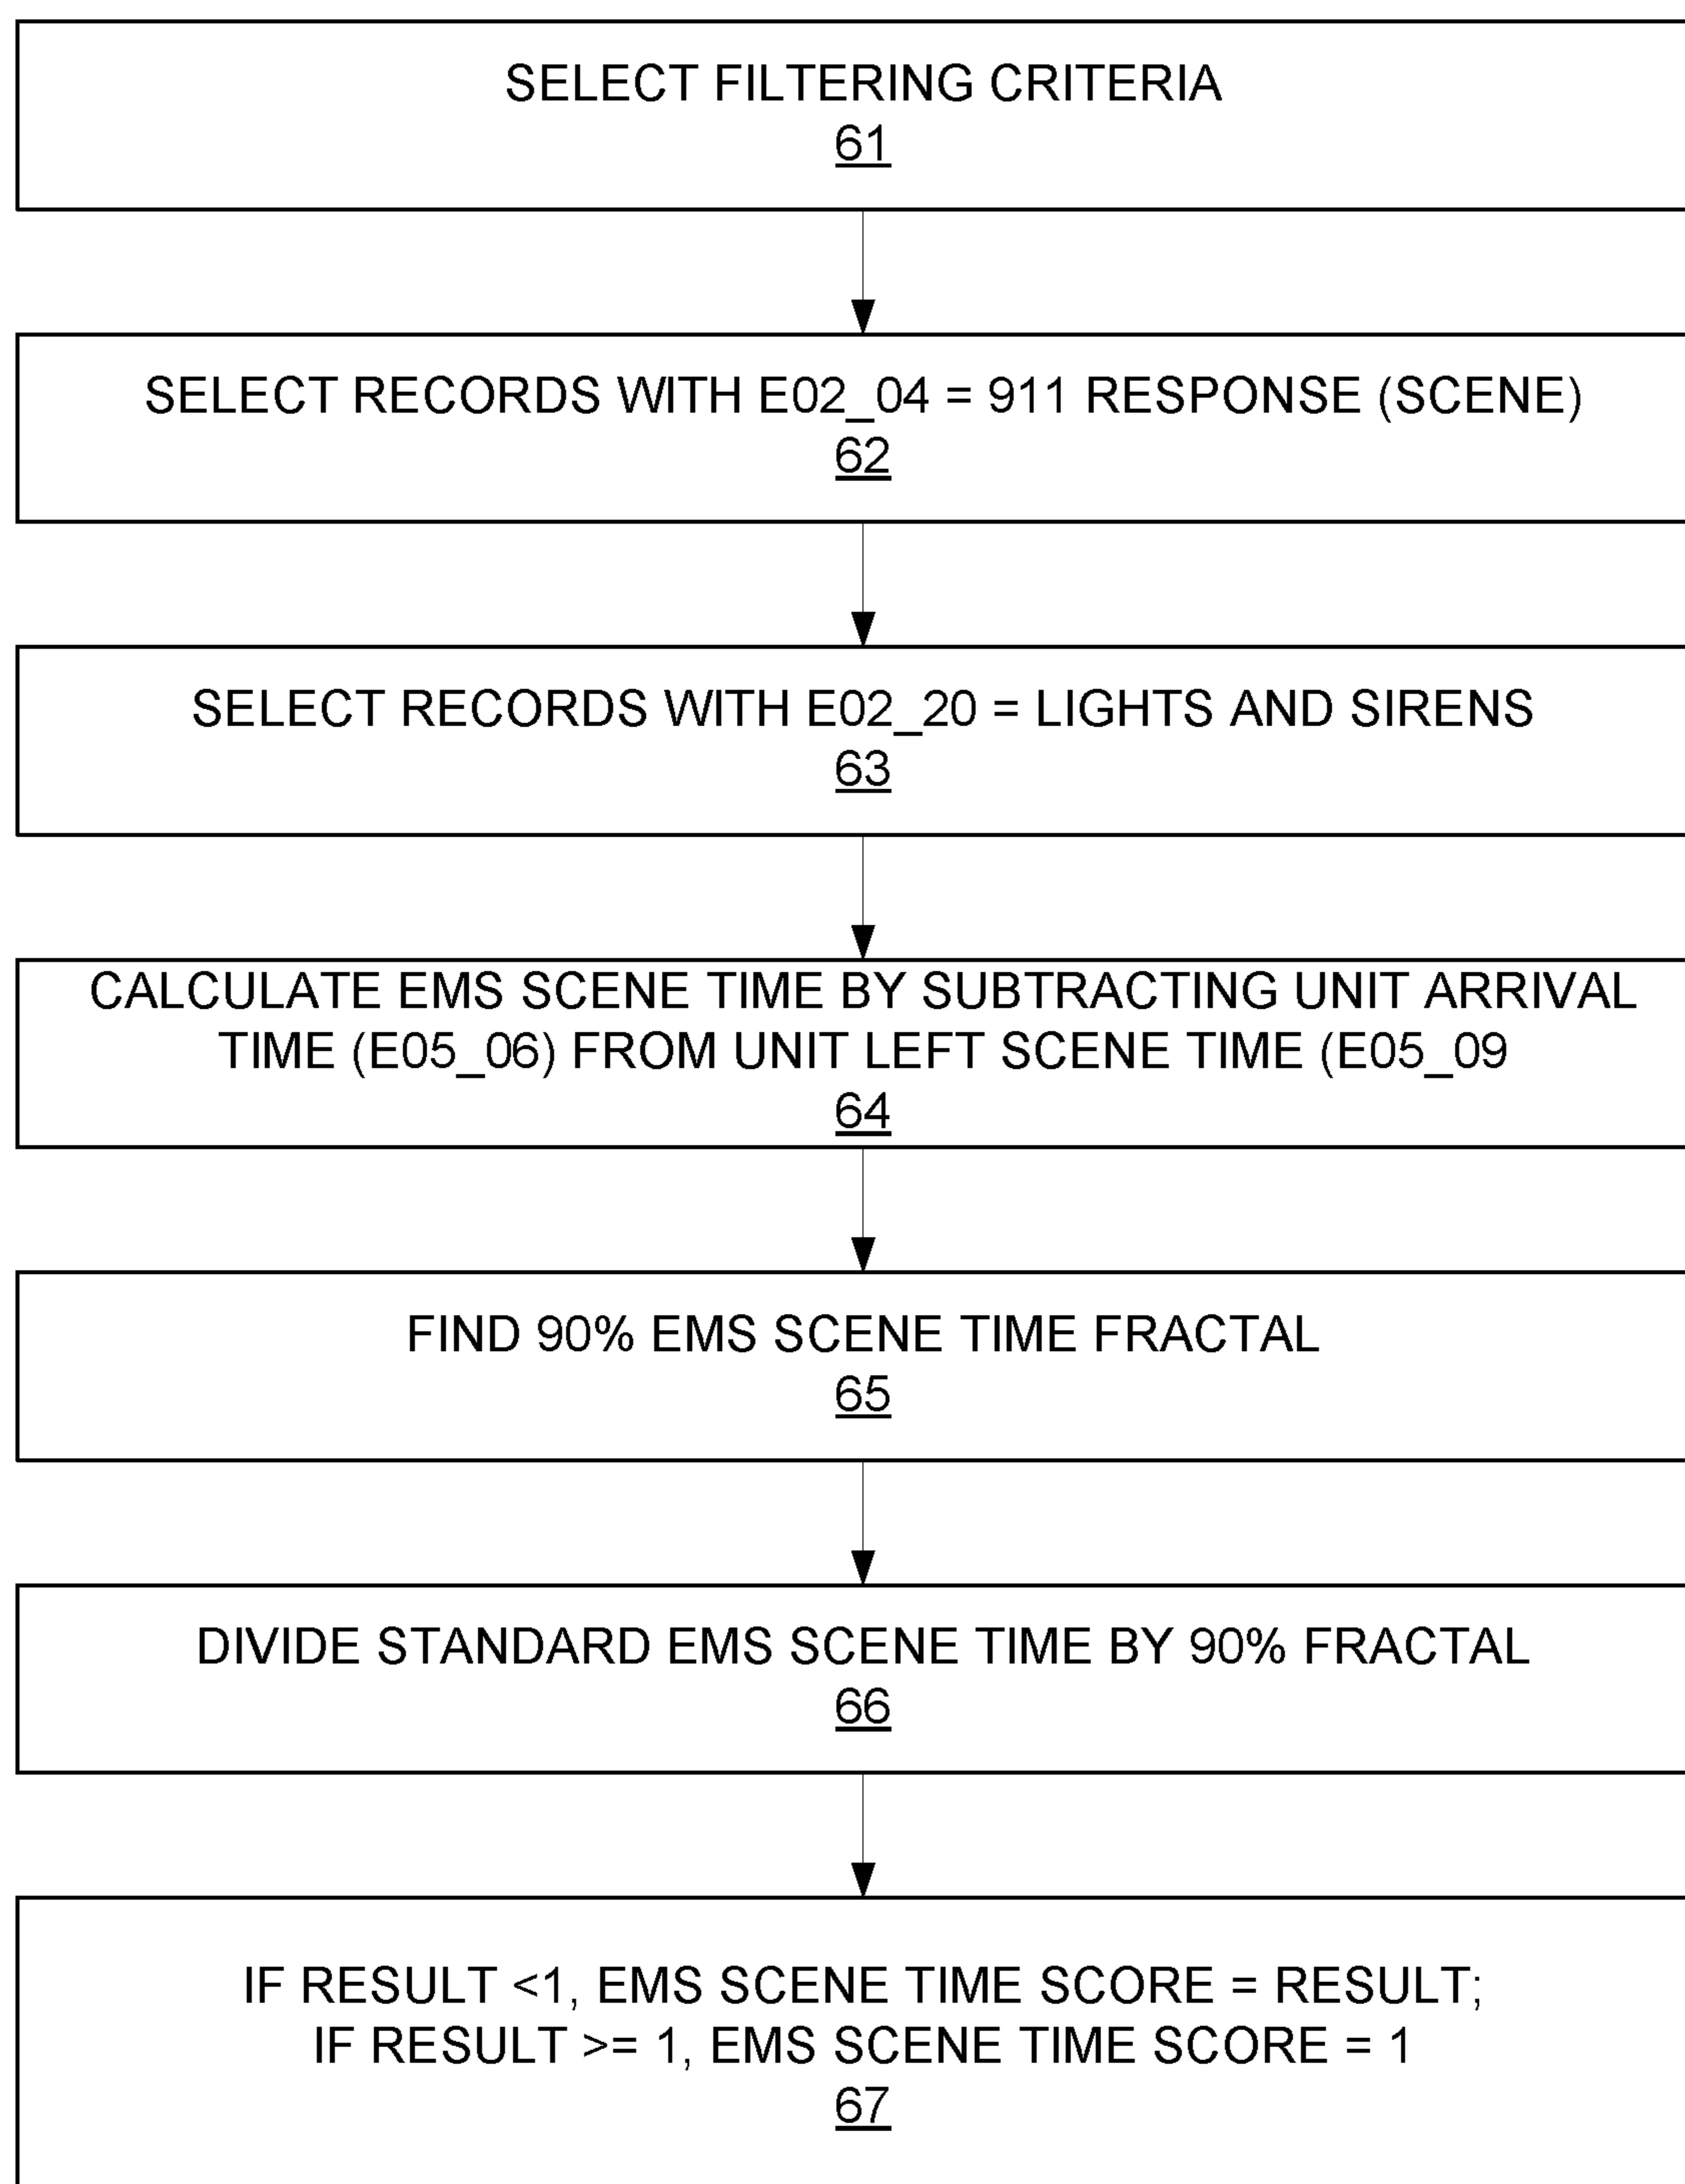 SELECT FILTERING CRITERIA
61
SELECT RECORDS WITH E02_04 = 911 RESPONSE (SCENE)
62
SELECT RECORDS WITH E02_20 = LIGHTS AND SIRENS
63
CALCULATE EMS SCENE TIME BY SUBTRACTING UNIT ARRIVAL
TIME (E05_06) FROM UNIT LEFT SCENE TIME (E05_09
64
FIND 90% EMS SCENE TIME FRACTAL
65
DIVIDE STANDARD EMS SCENE TIME BY 90% FRACTAL
66
IF RESULT <1, EMS SCENE TIME SCORE = RESULT;
IF RESULT >= 1, EMS SCENE TIME SCORE = 1
67